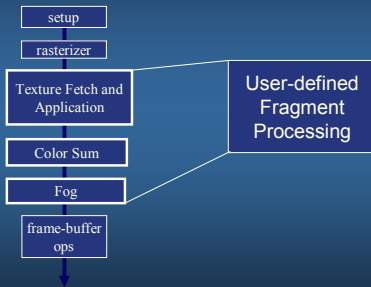 setup
rasterizer
Texture Fetch and
Application
Color Sum
Fog
frame-buffer
ops
User-defined
Fragment
Processing